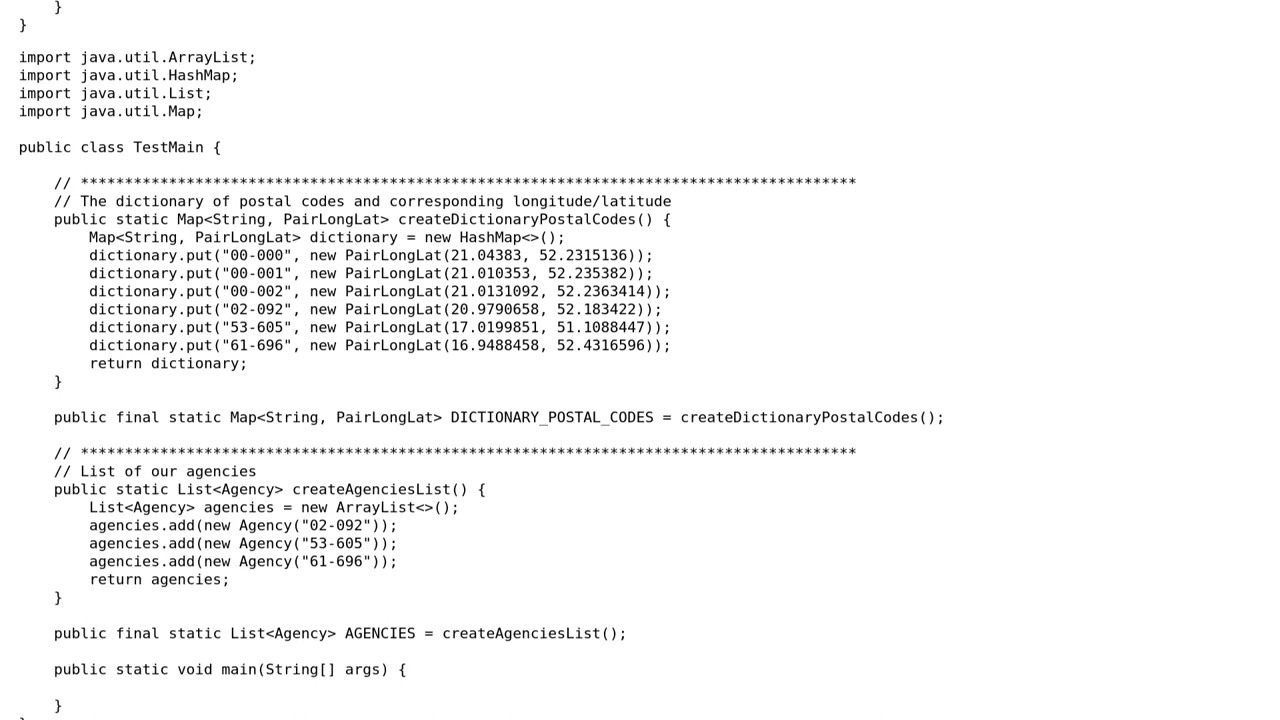 }
}
import java.util.ArrayList;
import java.util.HashMap;
import java.util.List;
import java.util.Map;

public class TestMain {

    // ****************************************************************************************
    // The dictionary of postal codes and corresponding longitude/latitude
    public static Map<String, PairLongLat> createDictionaryPostalCodes() {
        Map<String, PairLongLat> dictionary = new HashMap<>();
        dictionary.put("00-000", new PairLongLat(21.04383, 52.2315136));
        dictionary.put("00-001", new PairLongLat(21.010353, 52.235382));
        dictionary.put("00-002", new PairLongLat(21.0131092, 52.2363414));
        dictionary.put("02-092", new PairLongLat(20.9790658, 52.183422));
        dictionary.put("53-605", new PairLongLat(17.0199851, 51.1088447));
        dictionary.put("61-696", new PairLongLat(16.9488458, 52.4316596));
        return dictionary;
    }

    public final static Map<String, PairLongLat> DICTIONARY_POSTAL_CODES = createDictionaryPostalCodes();

    // ****************************************************************************************
    // List of our agencies
    public static List<Agency> createAgenciesList() {
        List<Agency> agencies = new ArrayList<>();
        agencies.add(new Agency("02-092"));
        agencies.add(new Agency("53-605"));
        agencies.add(new Agency("61-696"));
        return agencies;
    }

    public final static List<Agency> AGENCIES = createAgenciesList();

    public static void main(String[] args) {

    }
}